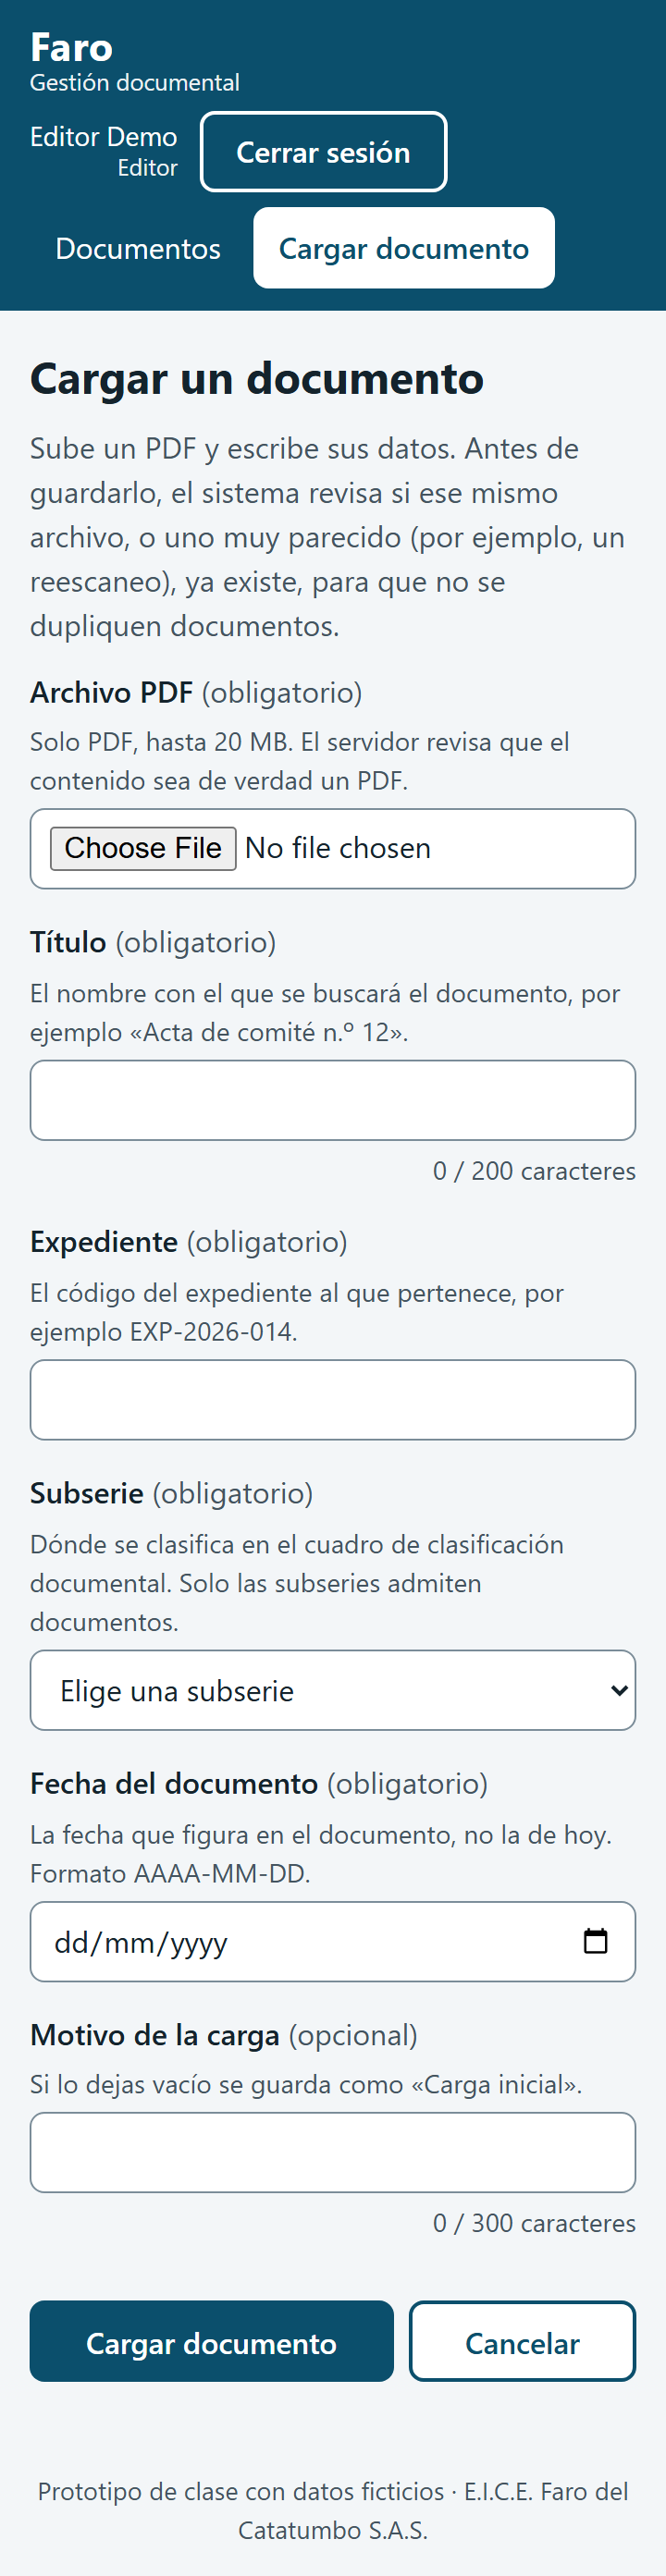 Faro
Gestión documental
Editor Demo
Editor
Cerrar sesión
Documentos
Cargar documento
Cargar un documento
Sube un PDF y escribe sus datos. Antes de
guardarlo, el sistema revisa si ese mismo
archivo, o uno muy parecido (por ejemplo, un
reescaneo), ya existe, para que no se
dupliquen documentos.
Archivo PDF (obligatorio)
Solo PDF, hasta 20 MB. El servidor revisa que el
contenido sea de verdad un PDF.
Choose File No file chosen
Título (obligatorio)
El nombre con el que se buscará el documento, por
ejemplo «Acta de comité n.º 12».
0 / 200 caracteres
Expediente (obligatorio)
El código del expediente al que pertenece, por
ejemplo EXP-2026-014.
Subserie (obligatorio)
Dónde se clasifica en el cuadro de clasificación
documental. Solo las subseries admiten
documentos.
Elige una subserie
Fecha del documento (obligatorio)
La fecha que figura en el documento, no la de hoy.
Formato AAAA-MM-DD.
dd/mm/yyyy
Motivo de la carga (opcional)
Si lo dejas vacío se guarda como «Carga inicial».
0 / 300 caracteres
Cargar documento
Cancelar
Prototipo de clase con datos ficticios · E.I.C.E. Faro del
Catatumbo S.A.S.